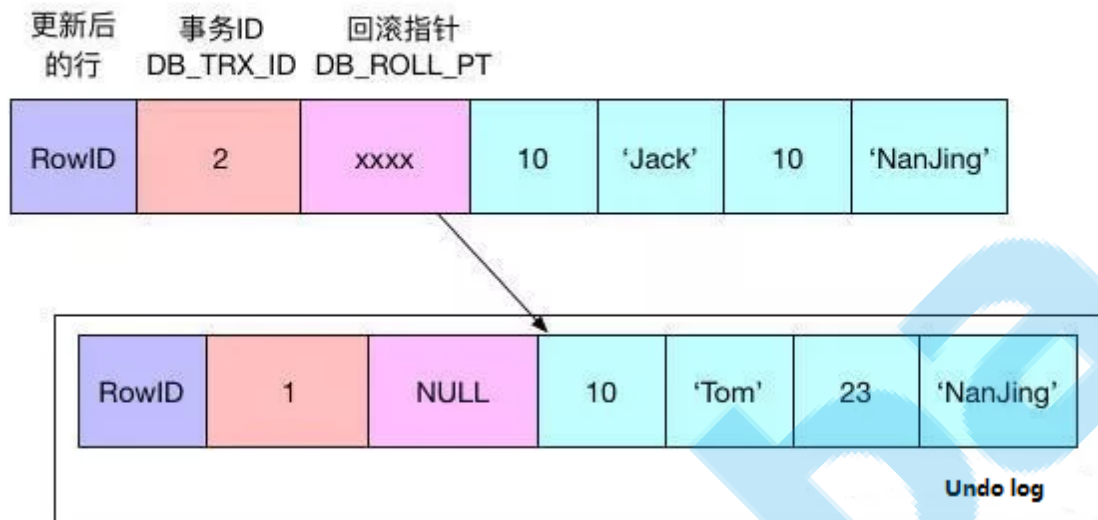 更新后
的行
事务ID
DB_TRX_ID
回滚指针
DB_ROLL_PT
RowID 2 xxxx 10 ‘Jack’ 10 ‘NanJing’
RowID 1 NULL 10 ‘Tom’ 23 ‘NanJing’
Undo log